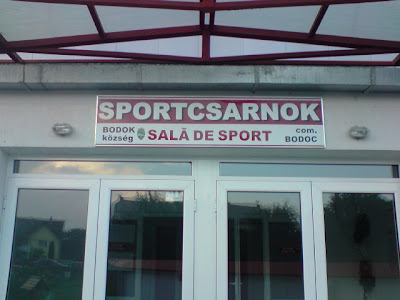 SPORTCSARNOK
BODOK község SALĂ DE SPORT com. BODOC